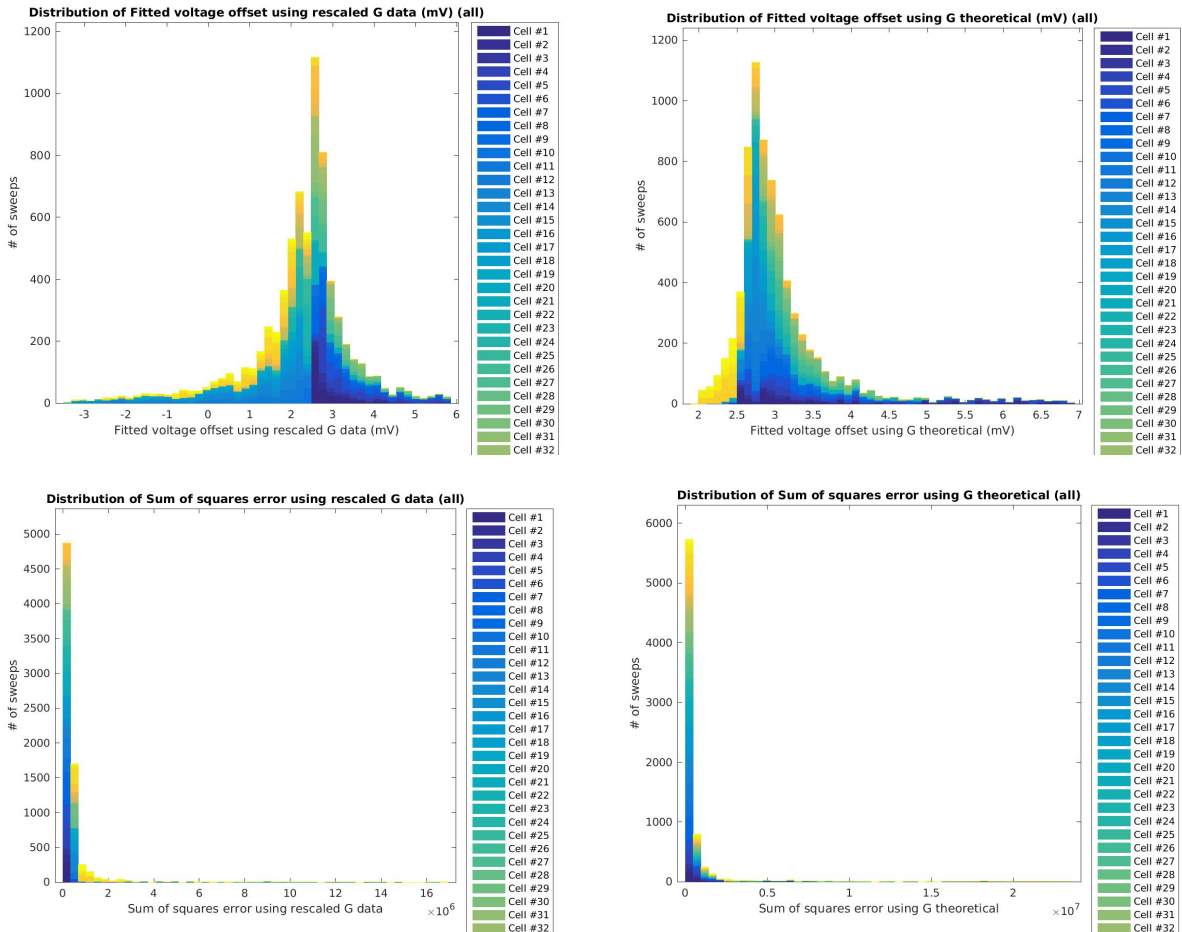 Distribution of Fitted voltage offset using rescaled G data (mV) (all)
1200
1000
800
600
400
200
0
# of sweeps
-3
-2
-1
0
1
2
3
4
5
6
Fitted voltage offset using rescaled G data (mV)
Cell #1
Cell #2
Cell #3
Cell #4
Cell #5
Cell #6
Cell #7
Cell #8
Cell #9
Cell #10
Cell #11
Cell #12
Cell #13
Cell #14
Cell #15
Cell #16
Cell #17
Cell #18
Cell #19
Cell #20
Cell #21
Cell #22
Cell #23
Cell #24
Cell #25
Cell #26
Cell #27
Cell #28
Cell #29
Cell #30
Cell #31
Cell #32
Distribution of Fitted voltage offset using G theoretical (mV) (all)
1200
1000
800
600
400
200
0
# of sweeps
2
2.5
3
3.5
4
4.5
5
5.5
6
6.5
7
Fitted voltage offset using G theoretical (mV)
Cell #1
Cell #2
Cell #3
Cell #4
Cell #5
Cell #6
Cell #7
Cell #8
Cell #9
Cell #10
Cell #11
Cell #12
Cell #13
Cell #14
Cell #15
Cell #16
Cell #17
Cell #18
Cell #19
Cell #20
Cell #21
Cell #22
Cell #23
Cell #24
Cell #25
Cell #26
Cell #27
Cell #28
Cell #29
Cell #30
Cell #31
Cell #32
Distribution of Sum of squares error using rescaled G data (all)
5000
4500
4000
3500
3000
2500
2000
1500
1000
500
0
# of sweeps
0
2
4
6
8
10
12
14
16
×10^6
Sum of squares error using rescaled G data
Cell #1
Cell #2
Cell #3
Cell #4
Cell #5
Cell #6
Cell #7
Cell #8
Cell #9
Cell #10
Cell #11
Cell #12
Cell #13
Cell #14
Cell #15
Cell #16
Cell #17
Cell #18
Cell #19
Cell #20
Cell #21
Cell #22
Cell #23
Cell #24
Cell #25
Cell #26
Cell #27
Cell #28
Cell #29
Cell #30
Cell #31
Cell #32
Distribution of Sum of squares error using G theoretical (all)
6000
5000
4000
3000
2000
1000
0
# of sweeps
0
0.5
1
1.5
2
×10^7
Sum of squares error using G theoretical
Cell #1
Cell #2
Cell #3
Cell #4
Cell #5
Cell #6
Cell #7
Cell #8
Cell #9
Cell #10
Cell #11
Cell #12
Cell #13
Cell #14
Cell #15
Cell #16
Cell #17
Cell #18
Cell #19
Cell #20
Cell #21
Cell #22
Cell #23
Cell #24
Cell #25
Cell #26
Cell #27
Cell #28
Cell #29
Cell #30
Cell #31
Cell #32